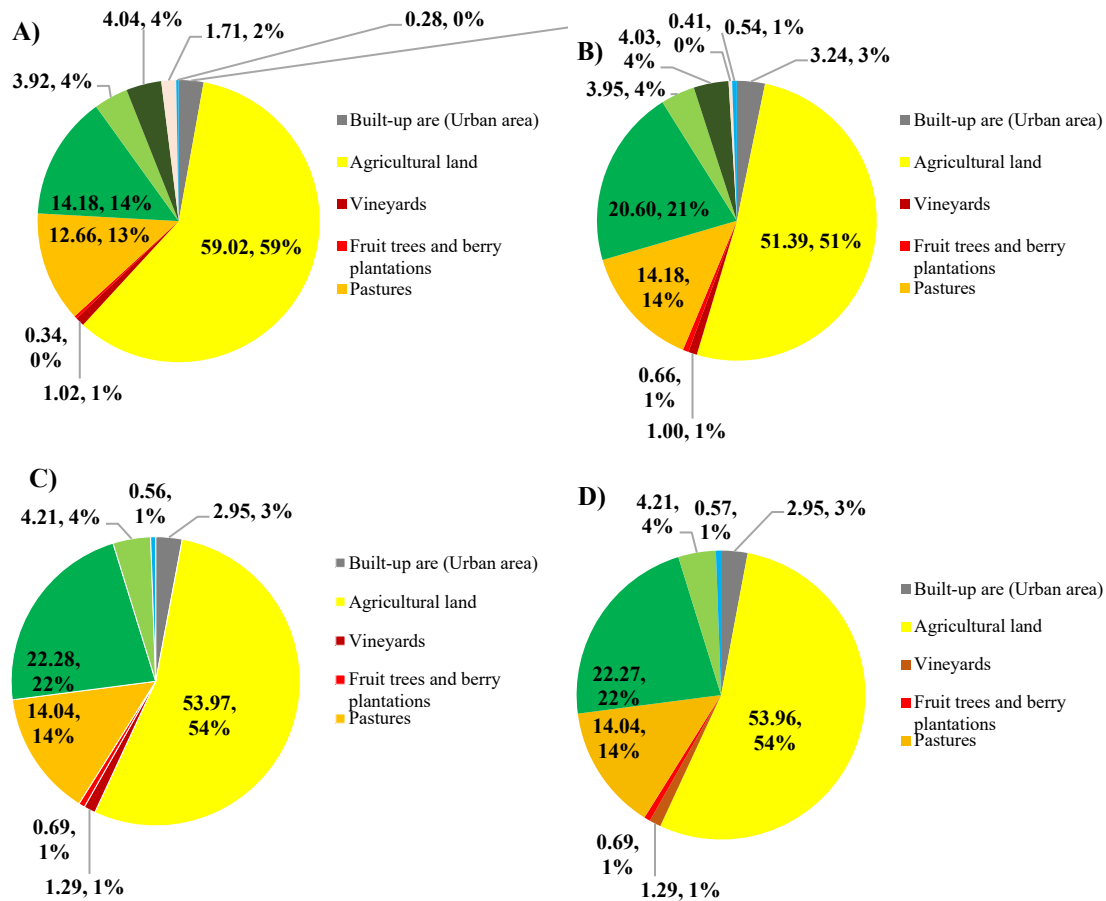 A)
4.04, 4%
1.71, 2%
0.28, 0%
3.92, 4%
14.18, 14%
12.66, 13%
59.02, 59%
0.34,
0%
1.02, 1%
Built-up are (Urban area)
Agricultural land
Vineyards
Fruit trees and berry
plantations
Pastures
B)
4.03,
4%
0.41,
0%
0.54, 1%
3.24, 3%
3.95, 4%
20.60, 21%
14.18,
14%
51.39, 51%
0.66,
1%
1.00, 1%
Built-up are (Urban area)
Agricultural land
Vineyards
Fruit trees and berry
plantations
Pastures
C)
0.56,
1%
4.21, 4%
2.95, 3%
22.28,
22%
14.04,
14%
53.97,
54%
0.69,
1%
1.29, 1%
Built-up are (Urban area)
Agricultural land
Vineyards
Fruit trees and berry
plantations
Pastures
D)
4.21,
4%
0.57,
1%
2.95, 3%
22.27,
22%
14.04,
14%
53.96,
54%
0.69,
1%
1.29, 1%
Built-up are (Urban area)
Agricultural land
Vineyards
Fruit trees and berry
plantations
Pastures